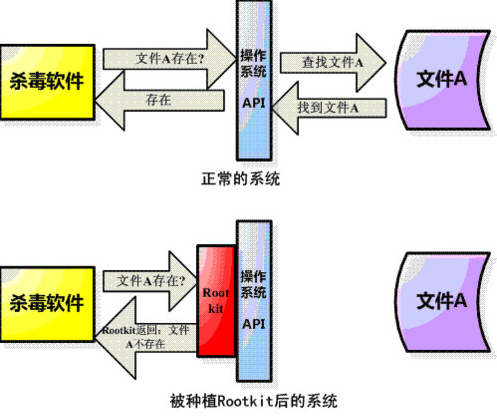 杀毒软件
文件A存在?
存在
操作
系统
API
查找文件A
找到文件A
文件A
正常的系统
杀毒软件
文件A存在?
Rootkit返回：文件
A不存在
Root
kit
操作
系统
API
文件A
被种植Rootkit后的系统